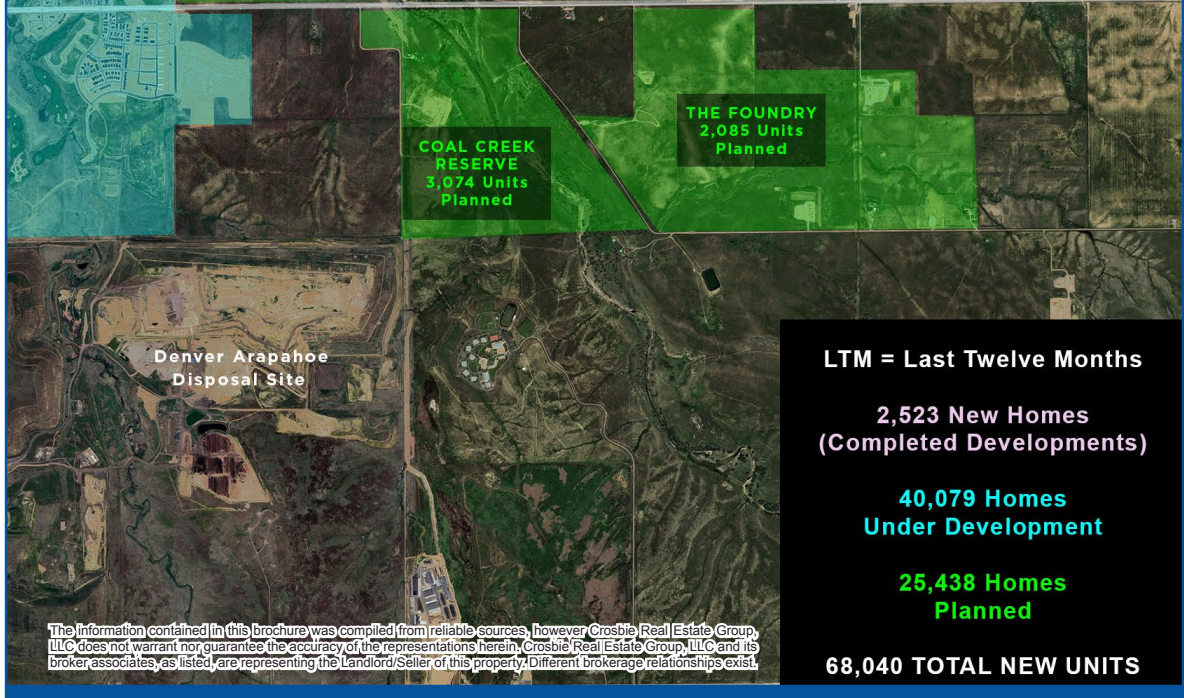 THE FOUNDRY
2,085 Units
Planned
COAL CREEK
RESERVE
3,074 Units
Planned
Denver Arapahoe
Disposal Site
LTM = Last Twelve Months
2,523 New Homes
(Completed Developments)
40,079 Homes
Under Development
25,438 Homes
Planned
68,040 TOTAL NEW UNITS
The information contained in this brochure was compiled from reliable sources, however Crosbie Real Estate Group,
LLC does not warrant nor guarantee the accuracy of the representations herein. Crosbie Real Estate Group, LLC and its
broker associates, as listed, are representing the Landlord/Seller of this property. Different brokerage relationships exist.